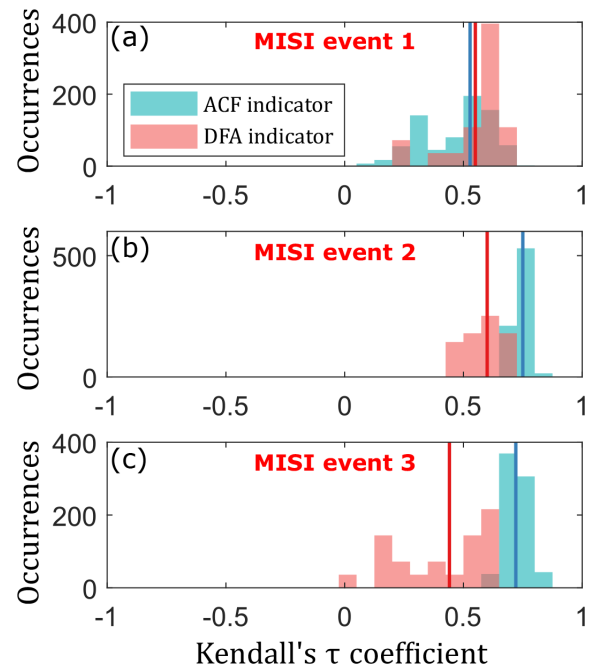 (a)
MISI event 1
Occurrences
400
200
0
ACF indicator
DFA indicator
-1
-0.5
0
0.5
1
(b)
MISI event 2
Occurrences
500
0
-1
-0.5
0
0.5
1
(c)
MISI event 3
Occurrences
400
200
0
-1
-0.5
0
0.5
1
Kendall's τ coefficient